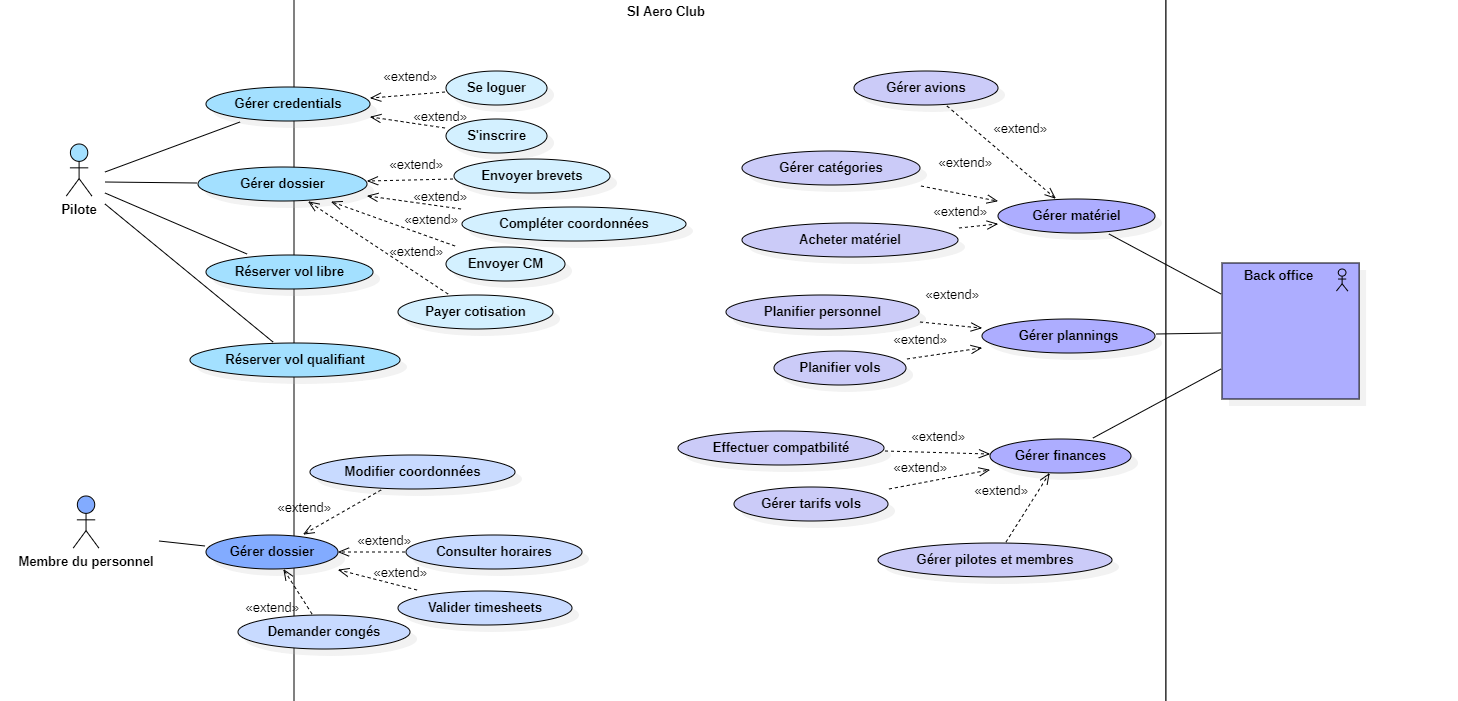 SI Aero Club
Pilote
Gérer credentials
«extend»
Se loguer
«extend»
S'inscrire
Gérer dossier
«extend»
Envoyer brevets
«extend»
Compléter coordonnées
«extend»
Envoyer CM
«extend»
Payer cotisation
Réserver vol libre
Réserver vol qualifiant
Membre du personnel
Gérer dossier
Modifier coordonnées
«extend»
«extend»
Consulter horaires
«extend»
Valider timesheets
«extend»
Demander congés
Gérer avions
«extend»
Gérer catégories
«extend»
Acheter matériel
«extend»
Gérer matériel
Back office
Planifier personnel
«extend»
Gérer plannings
Planifier vols
«extend»
Effectuer compatbilité
«extend»
Gérer finances
Gérer tarifs vols
«extend»
«extend»
Gérer pilotes et membres